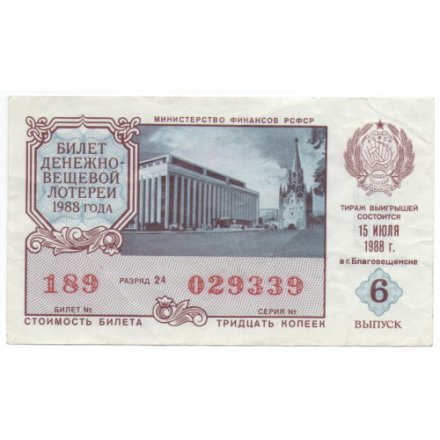 МИНИСТЕРСТВО ФИНАНСОВ РСФСР
БИЛЕТ
ДЕНЕЖНО-
ВЕЩЕВОЙ
ЛОТЕРЕИ
1988 ГОДА
ТИРАЖ ВЫИГРЫШЕЙ
СОСТОИТСЯ
15 ИЮЛЯ
1988 г.
в г. Благовещенске
189 РАЗРЯД 24 029339
БИЛЕТ № СЕРИЯ №
СТОИМОСТЬ БИЛЕТА ТРИДЦАТЬ КОПЕЕК
6
ВЫПУСК